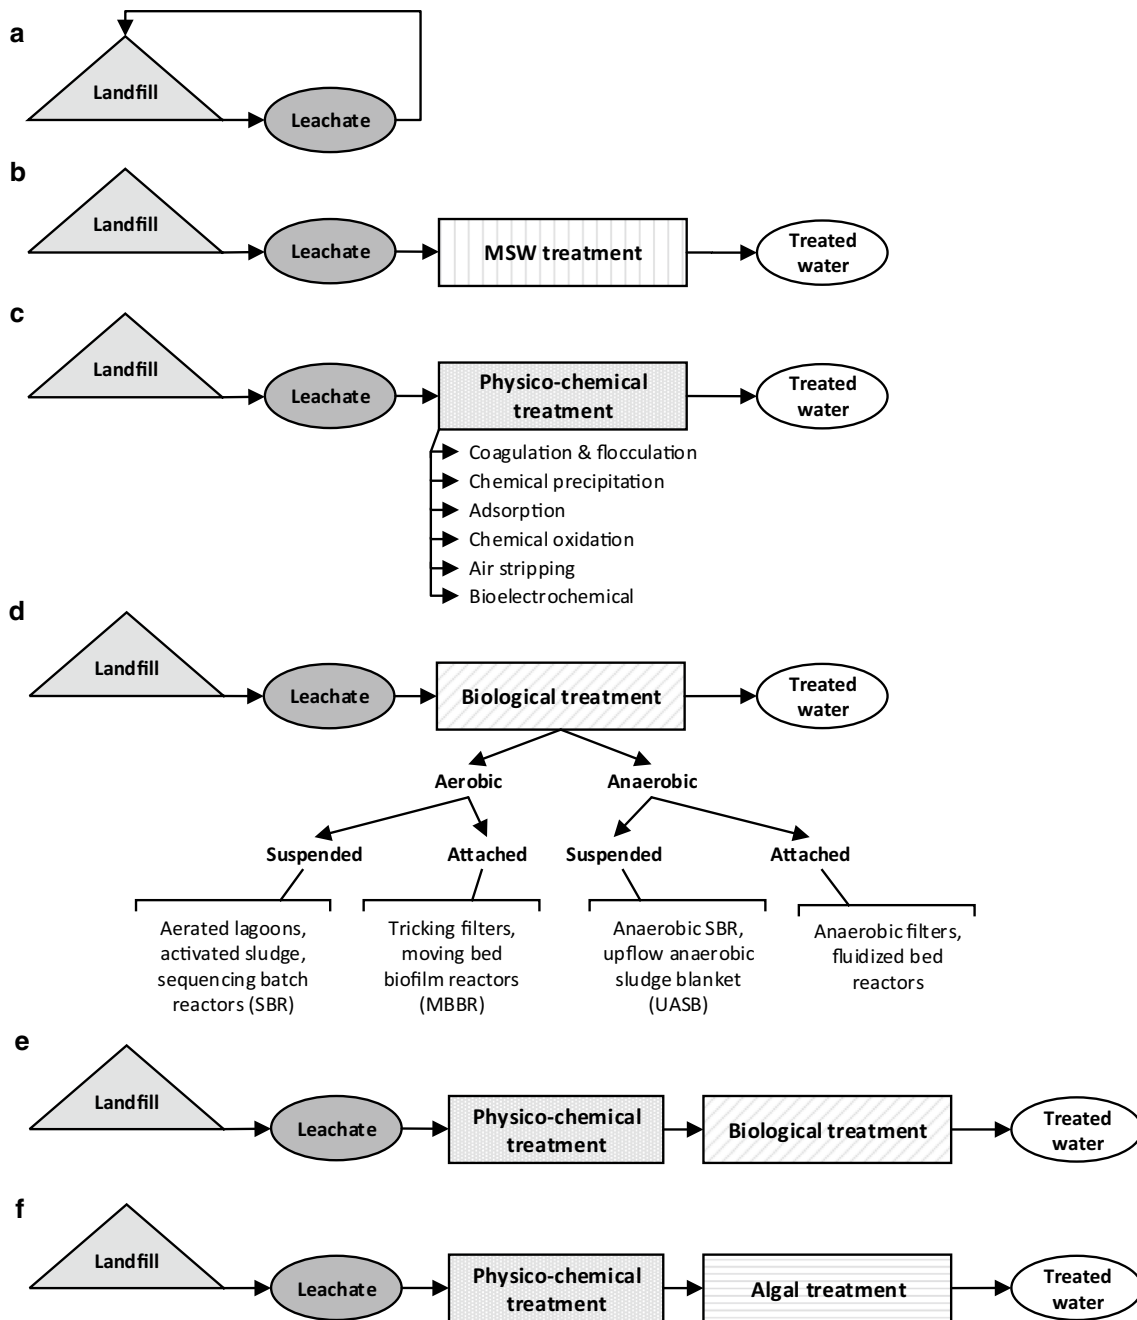 a
Landfill
Leachate
b
Landfill
Leachate
MSW treatment
Treated
water
c
Landfill
Leachate
Physico-chemical
treatment
Treated
water
Coagulation & flocculation
Chemical precipitation
Adsorption
Chemical oxidation
Air stripping
Bioelectrochemical
d
Landfill
Leachate
Biological treatment
Treated
water
Aerobic
Anaerobic
Suspended
Attached
Suspended
Attached
Aerated lagoons,
activated sludge,
sequencing batch
reactors (SBR)
Tricking filters,
moving bed
biofilm reactors
(MBBR)
Anaerobic SBR,
upflow anaerobic
sludge blanket
(UASB)
Anaerobic filters,
fluidized bed
reactors
e
Landfill
Leachate
Physico-chemical
treatment
Biological treatment
Treated
water
f
Landfill
Leachate
Physico-chemical
treatment
Algal treatment
Treated
water